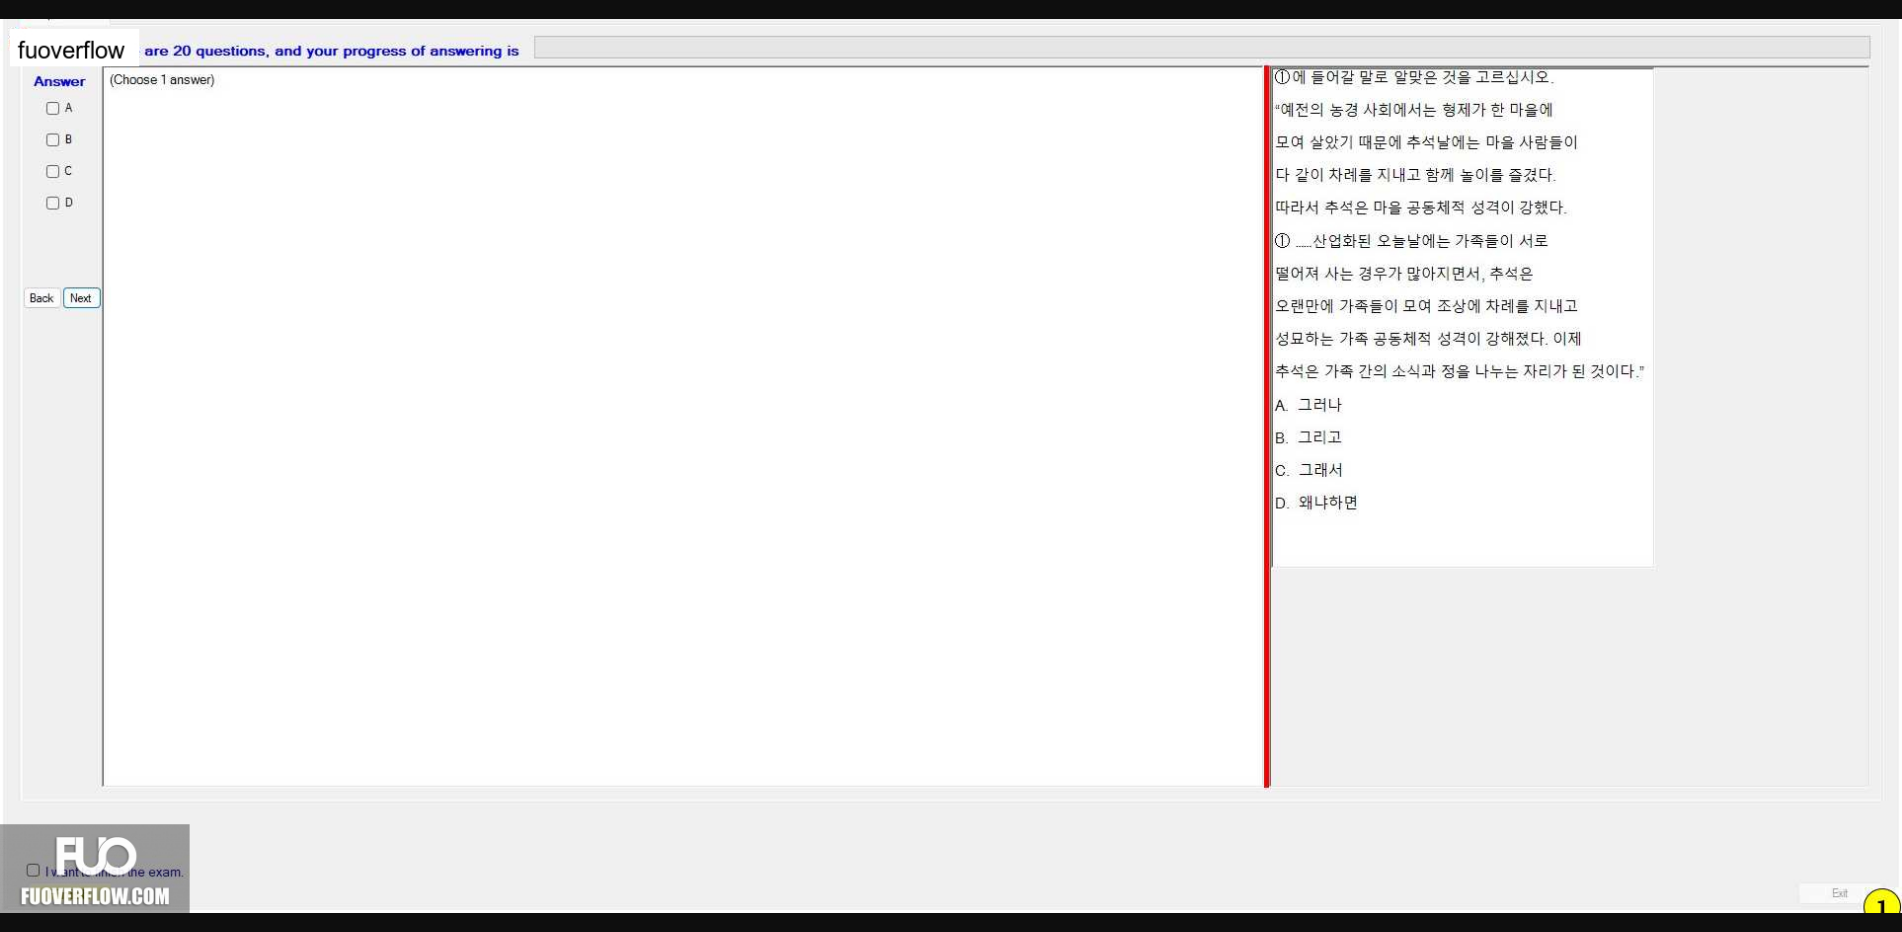 fuoverflow are 20 questions, and your progress of answering is
Answer
(Choose 1 answer)
A
B
C
D
Back Next
①에 들어갈 말로 알맞은 것을 고르십시오.
“예전의 농경 사회에서는 형제가 한 마을에
모여 살았기 때문에 추석날에는 마을 사람들이
다 같이 차례를 지내고 함께 놀이를 즐겼다.
따라서 추석은 마을 공동체적 성격이 강했다.
① ......산업화된 오늘날에는 가족들이 서로
떨어져 사는 경우가 많아지면서, 추석은
오랜만에 가족들이 모여 조상에 차례를 지내고
성묘하는 가족 공동체적 성격이 강해졌다. 이제
추석은 가족 간의 소식과 정을 나누는 자리가 된 것이다.”
A. 그러나
B. 그리고
C. 그래서
D. 왜냐하면
FUO
I want to finish the exam.
FUOVERFLOW.COM
Exit
1